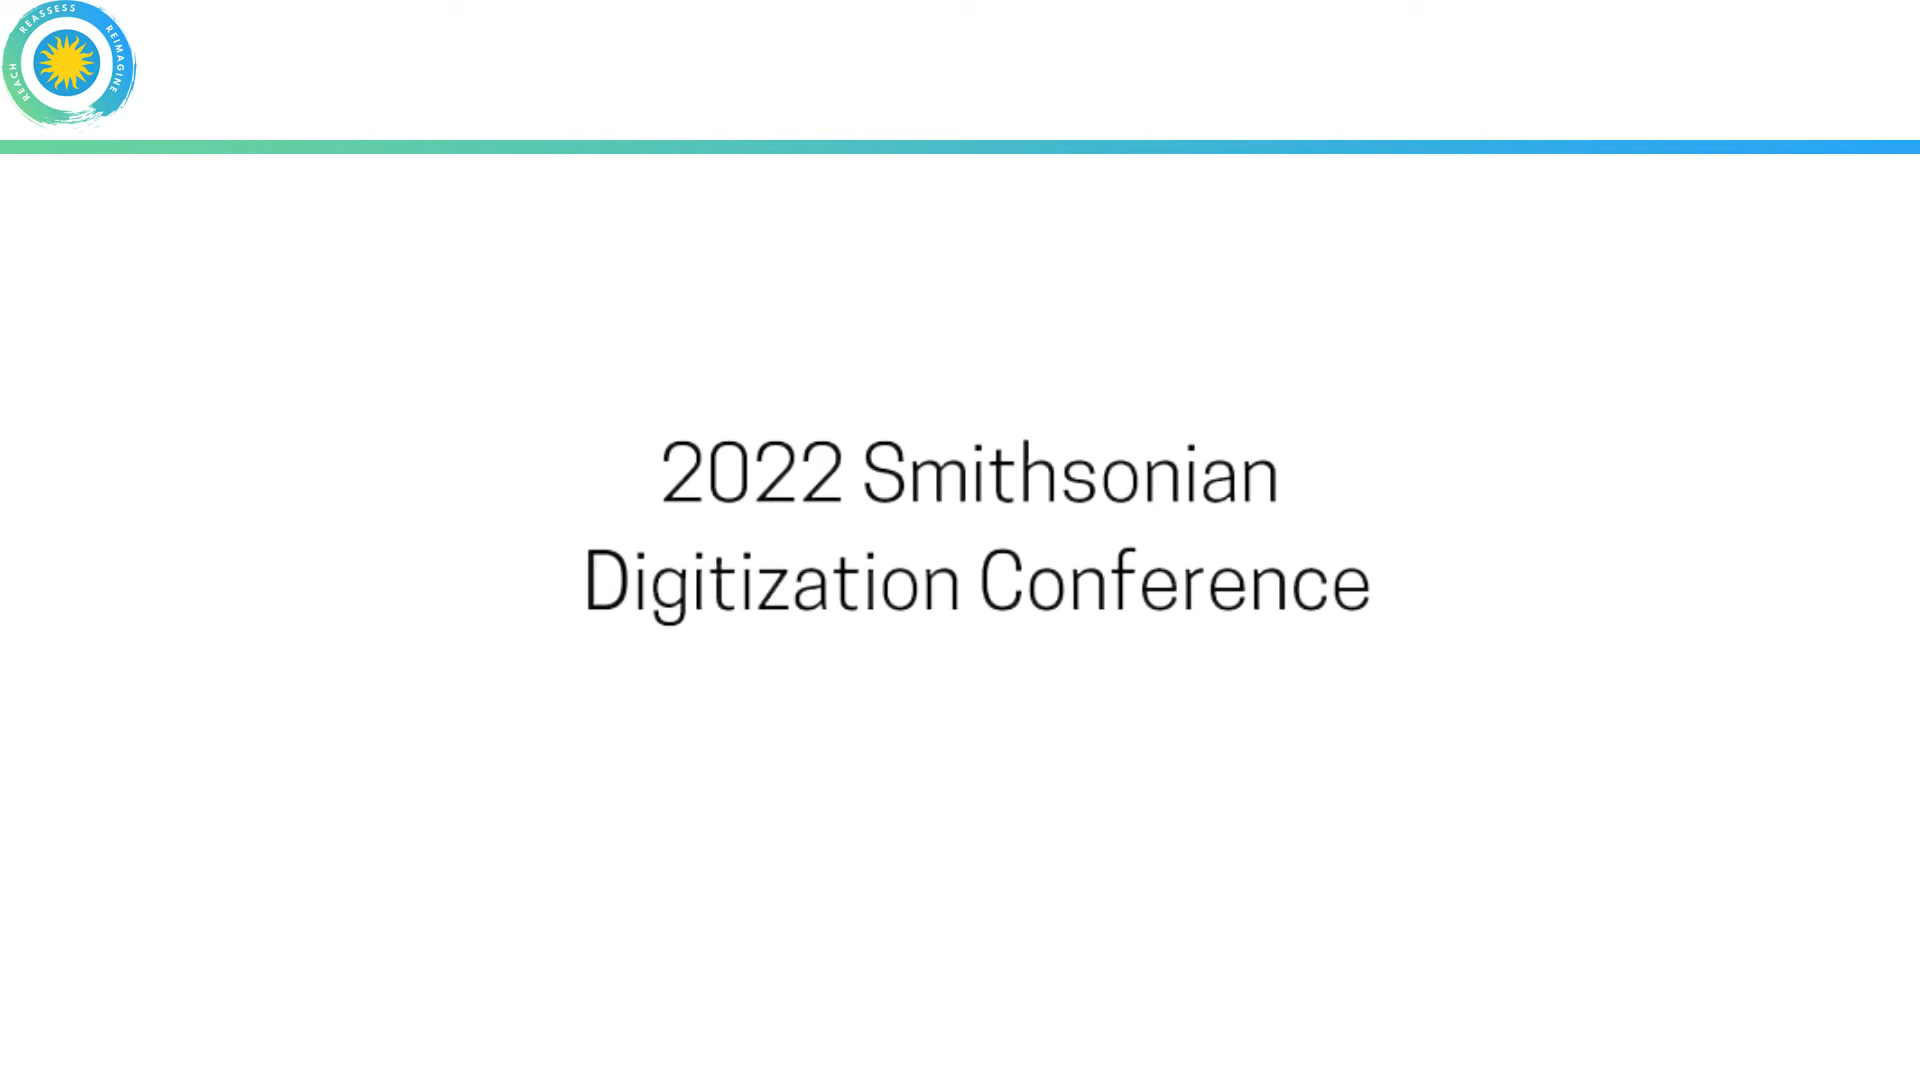 REACH REASSESS REIMAGINE
2022 Smithsonian
Digitization Conference